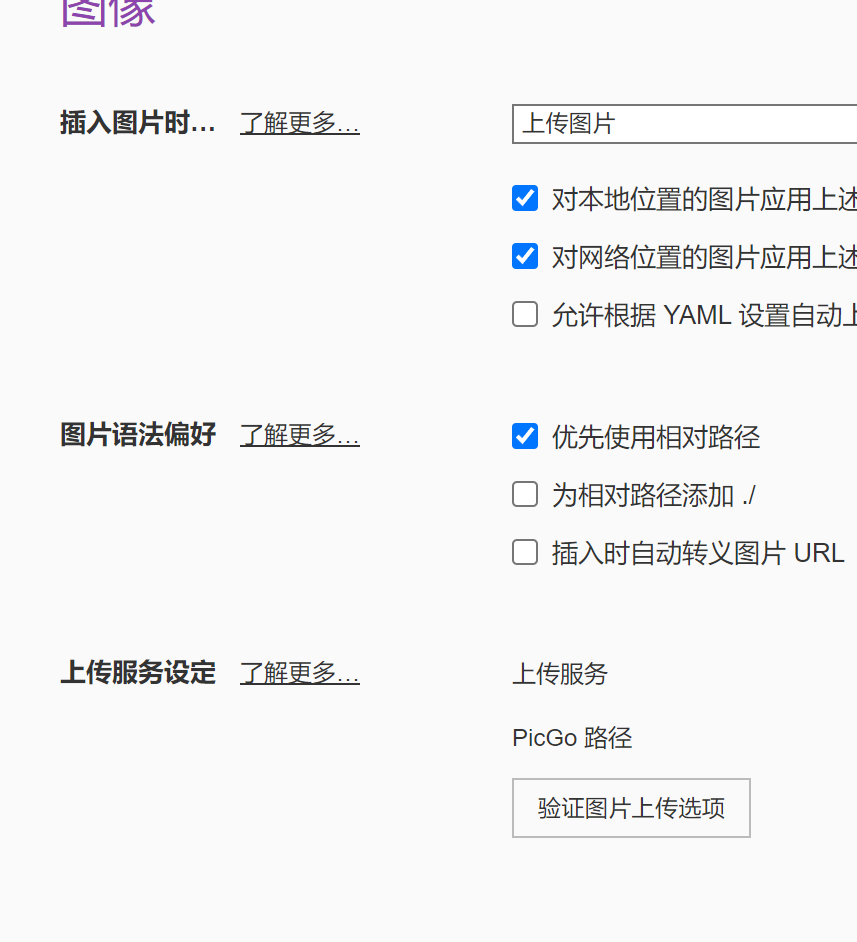 图像
插入图片时... 了解更多...
上传图片
对本地位置的图片应用上述
对网络位置的图片应用上述
允许根据 YAML 设置自动上
图片语法偏好 了解更多...
优先使用相对路径
为相对路径添加 ./
插入时自动转义图片 URL
上传服务设定 了解更多...
上传服务
PicGo 路径
验证图片上传选项